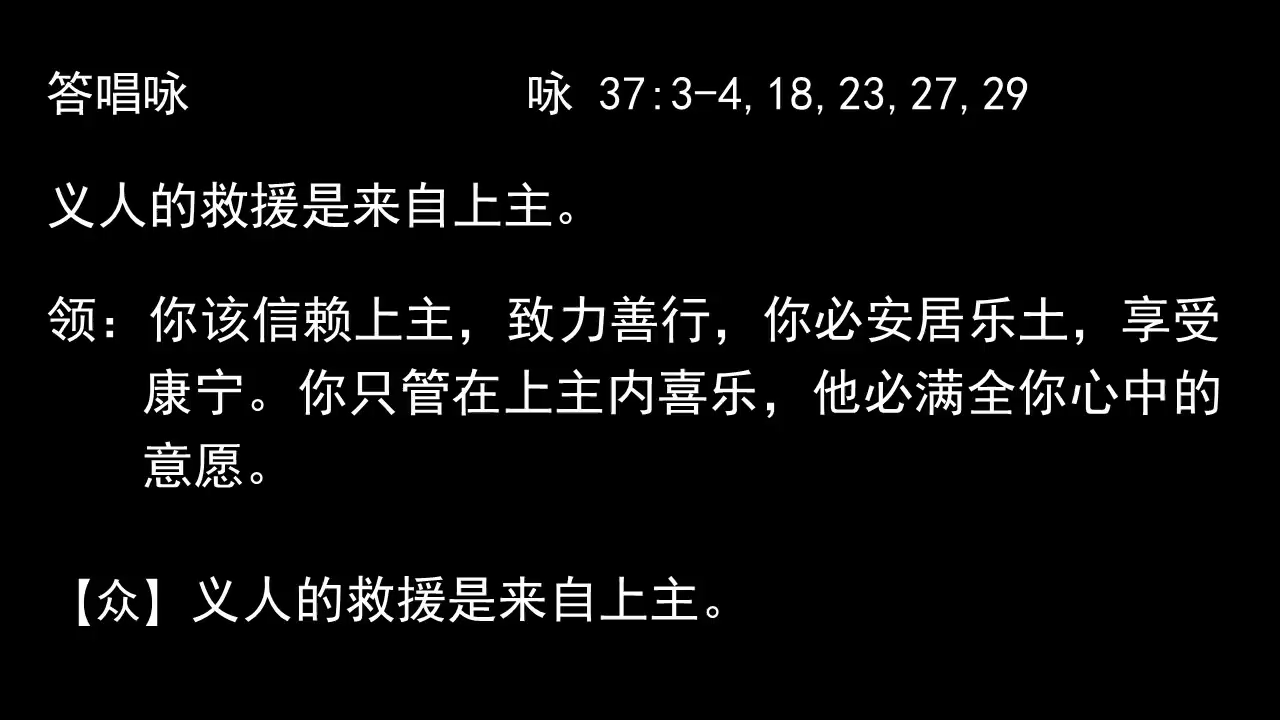 答唱咏 咏 37:3-4,18,23,27,29
义人的救援是来自上主。
领：你该信赖上主，致力善行，你必安居乐土，享受
康宁。你只管在上主内喜乐，他必满全你心中的
意愿。
【众】义人的救援是来自上主。